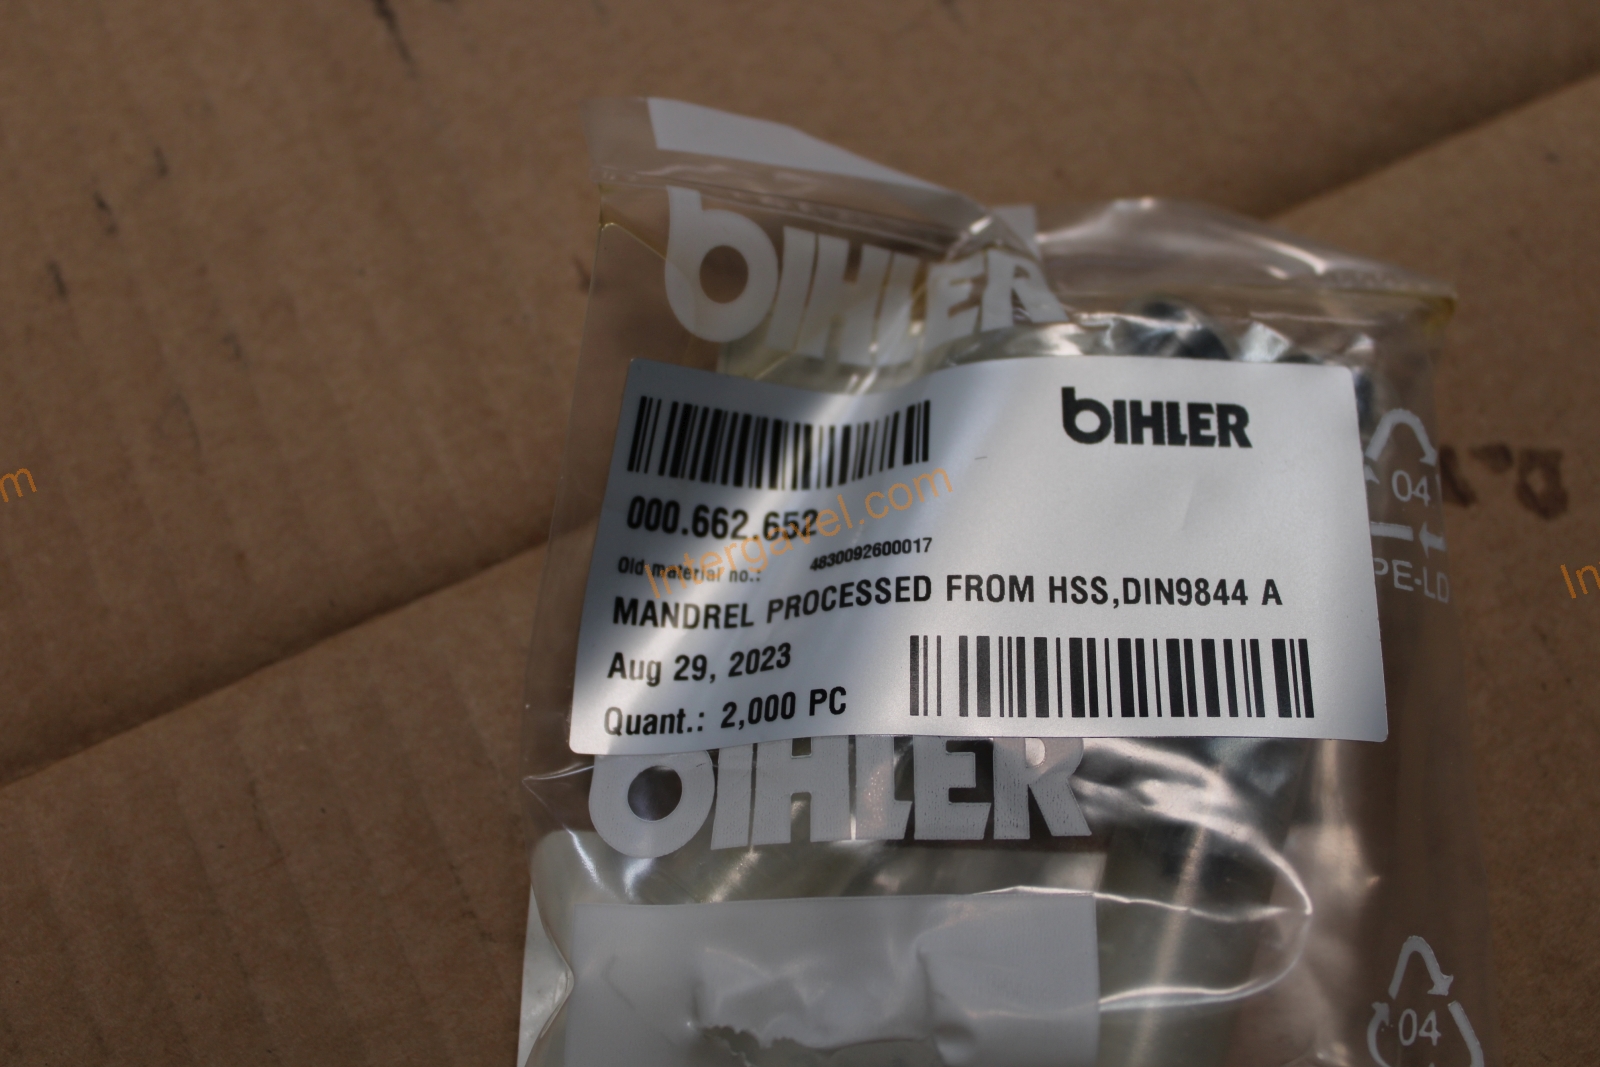 BIHLER
BIHLER
000.662.652
Old material no.: 4830092600017
MANDREL PROCESSED FROM HSS,DIN9844 A
Aug 29, 2023
Quant.: 2,000 PC
BIHLER
04
PE-LD
04
Intergavel.com